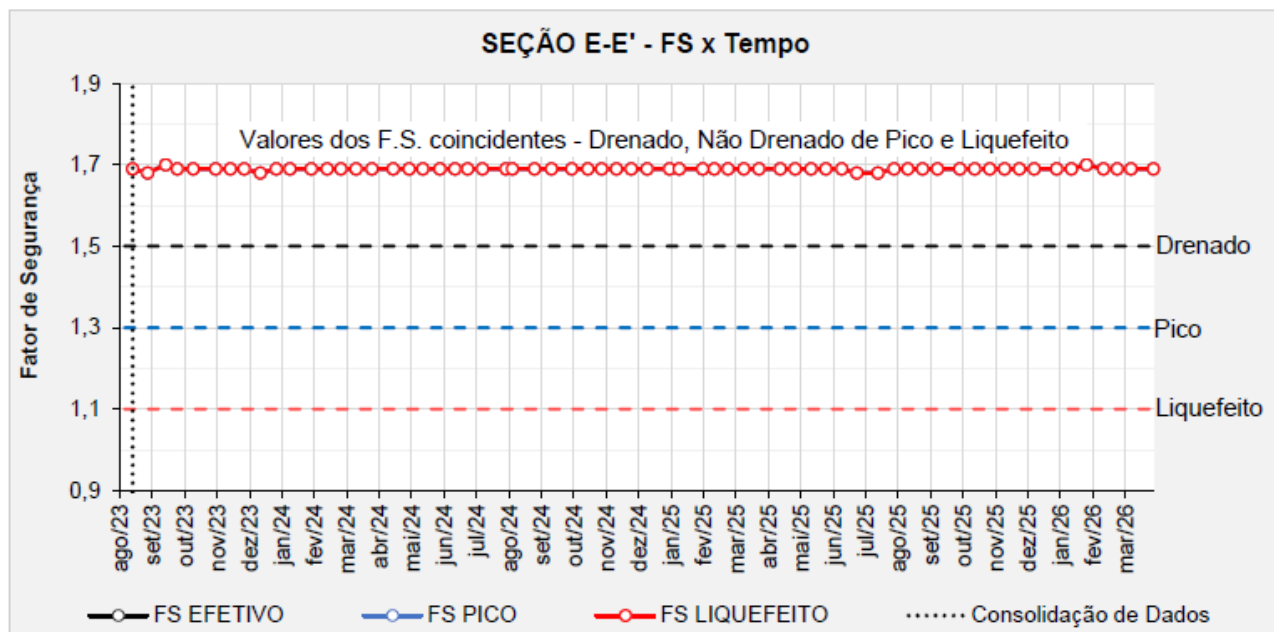 SEÇÃO E-E' - FS x Tempo
Fator de Segurança
1,9
1,7
1,5
1,3
1,1
0,9
Valores dos F.S. coincidentes - Drenado, Não Drenado de Pico e Liquefeito
Drenado
Pico
Liquefeito
ago/23
set/23
out/23
nov/23
dez/23
jan/24
fev/24
mar/24
abr/24
mai/24
jun/24
jul/24
ago/24
set/24
out/24
nov/24
dez/24
jan/25
fev/25
mar/25
abr/25
mai/25
jun/25
jul/25
ago/25
set/25
out/25
nov/25
dez/25
jan/26
fev/26
mar/26
FS EFETIVO
FS PICO
FS LIQUEFEITO
Consolidação de Dados